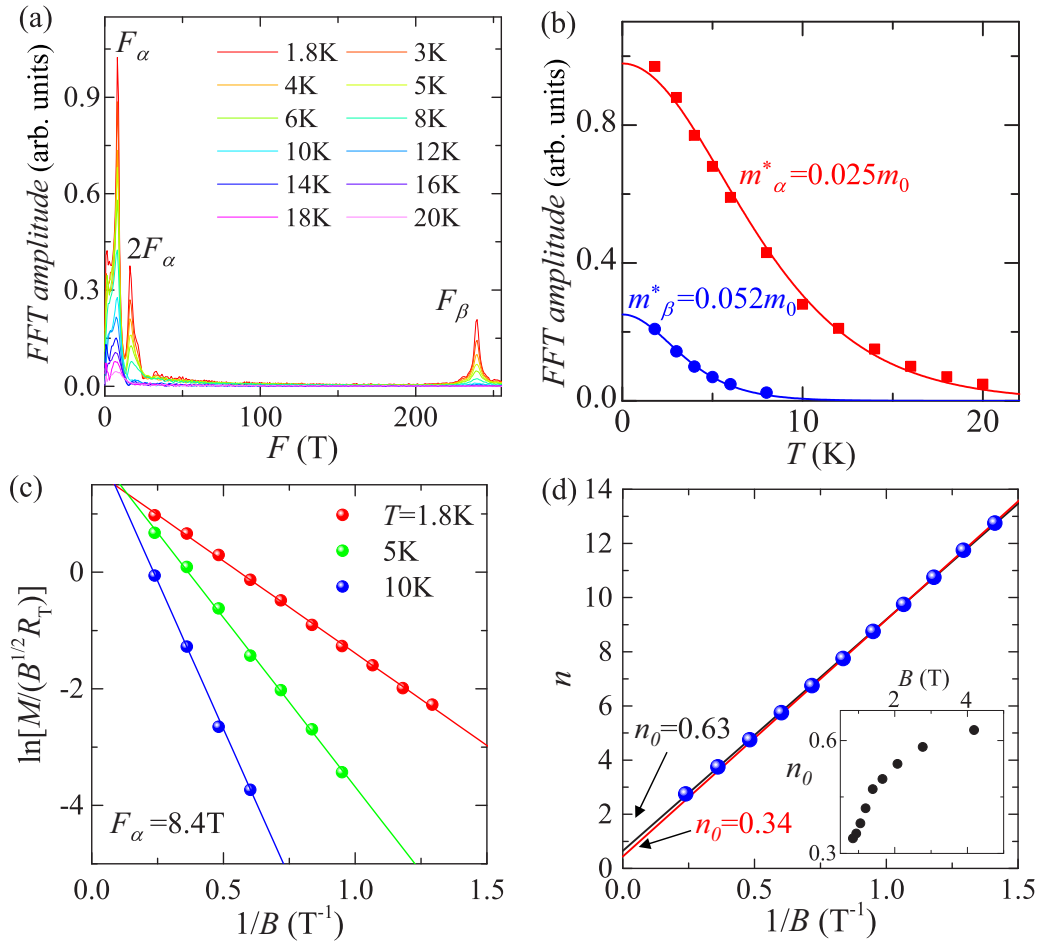 (a)
F_α
1.8K 3K
4K 5K
6K 8K
10K 12K
14K 16K
18K 20K
2F_α
F_β
FFT amplitude (arb. units)
0.9
0.6
0.3
0.0
0 100 200
F (T)
(b)
m*_α=0.025m_0
m*_β=0.052m_0
FFT amplitude (arb. units)
0.8
0.4
0.0
0 10 20
T (K)
(c)
T=1.8K
5K
10K
F_α=8.4T
ln[M/(B^{1/2}R_T)]
0
-2
-4
0.0 0.5 1.0 1.5
1/B (T^{-1})
(d)
n
14
12
10
8
6
4
2
0
n_0=0.63
n_0=0.34
B (T)
2 4
0.6
n_0
0.3
0.0 0.5 1.0 1.5
1/B (T^{-1})